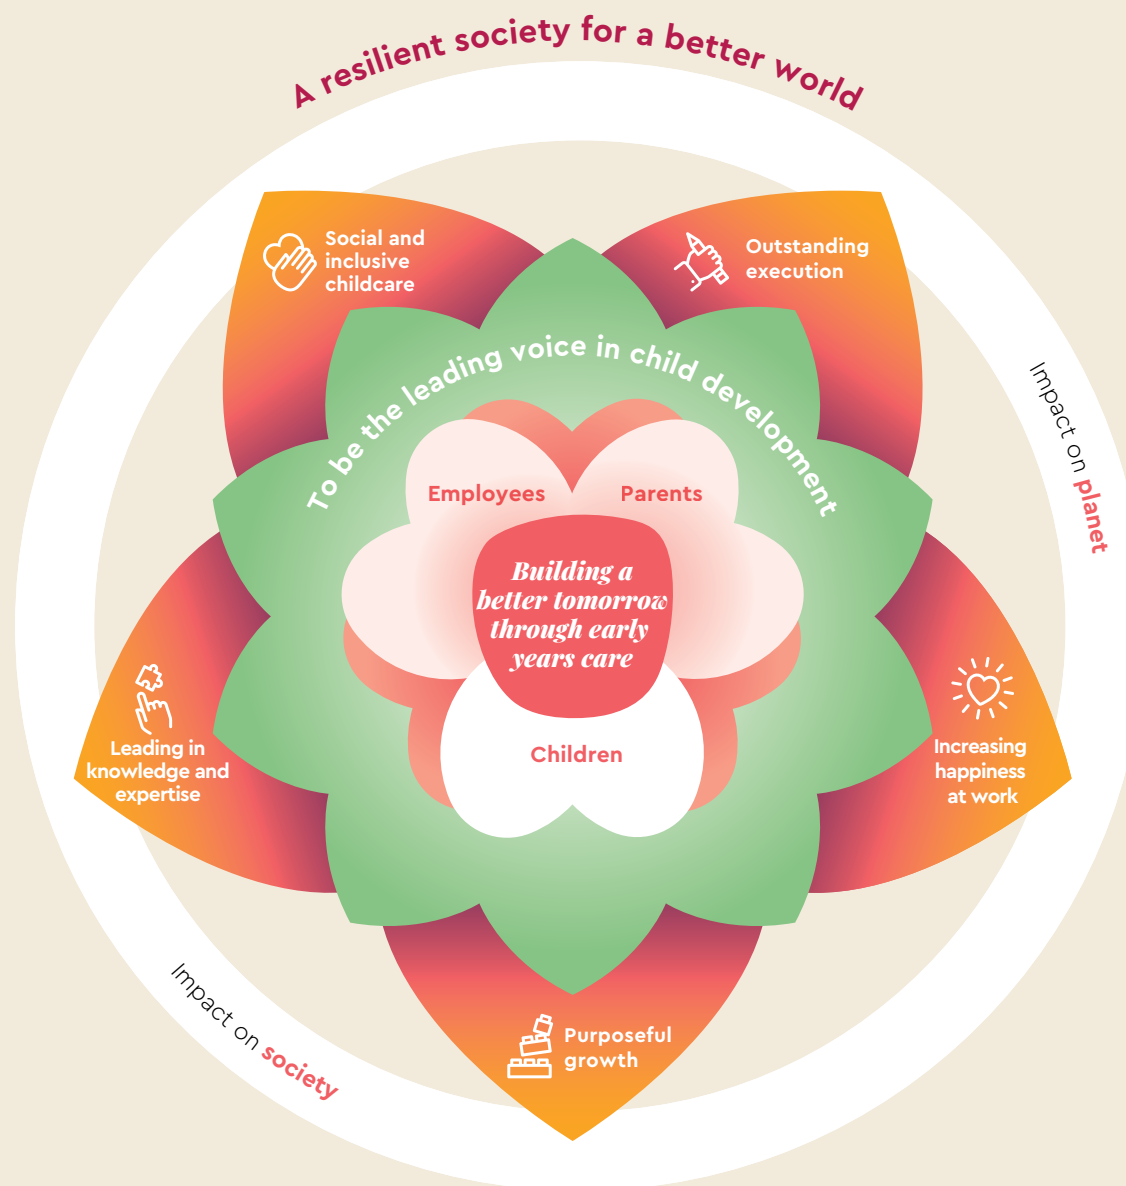 A resilient society for a better world
Social and
inclusive
childcare
Outstanding
execution
To be the leading voice in child development
Impact on planet
Employees
Parents
Building a
better tomorrow
through early
years care
Children
Leading in
knowledge and
expertise
Increasing
happiness
at work
Impact on society
Purposeful
growth